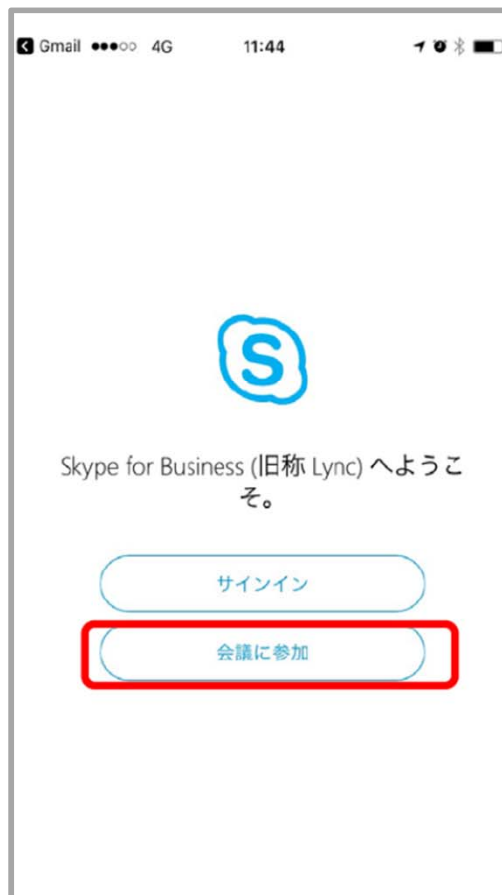 Gmail 4G 11:44
S
Skype for Business (旧称 Lync) へようこ
そ。
サインイン
会議に参加